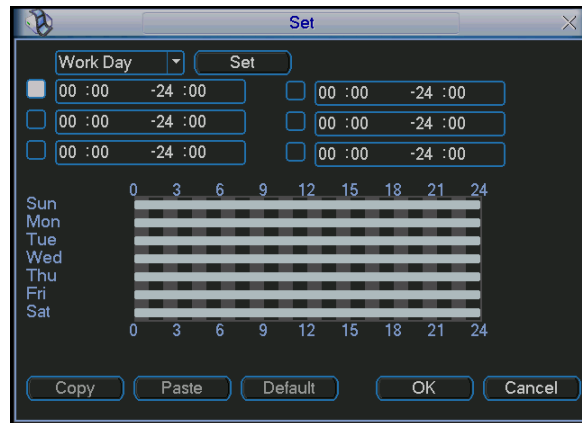 Set
Work Day Set
00 :00 -24 :00 00 :00 -24 :00
00 :00 -24 :00 00 :00 -24 :00
00 :00 -24 :00 00 :00 -24 :00
0 3 6 9 12 15 18 21 24
Sun
Mon
Tue
Wed
Thu
Fri
Sat
0 3 6 9 12 15 18 21 24
Copy Paste Default OK Cancel